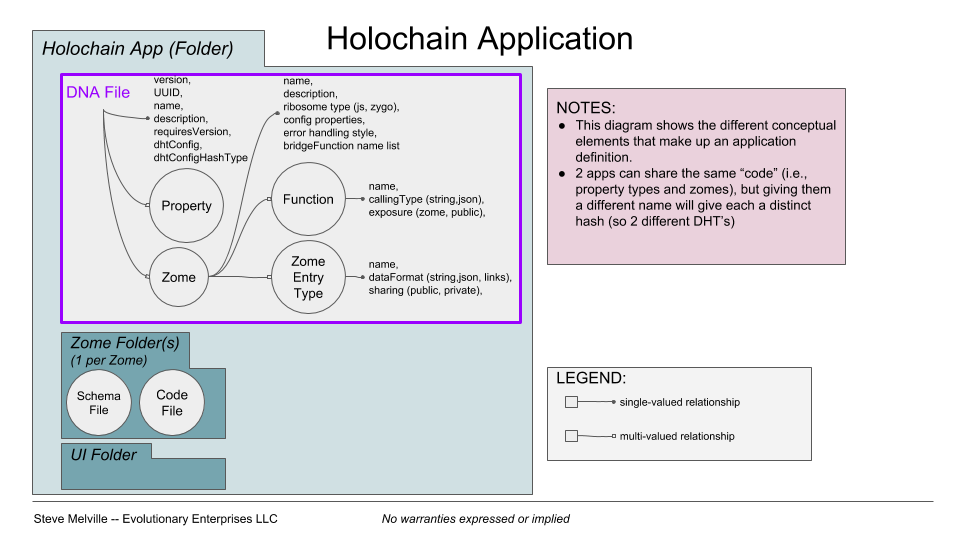 Holochain Application
Holochain App (Folder)
DNA File
version,
UUID,
name,
description,
requiresVersion,
dhtConfig,
dhtConfigHashType
name,
description,
ribosome type (js, zygo),
config properties,
error handling style,
bridgeFunction name list
Property
Function
name,
callingType (string,json),
exposure (zome, public),
Zome
Zome
Entry
Type
name,
dataFormat (string,json, links),
sharing (public, private),
Zome Folder(s)
(1 per Zome)
Schema
File
Code
File
UI Folder
NOTES:
● This diagram shows the different conceptual
elements that make up an application
definition.
● 2 apps can share the same “code” (i.e.,
property types and zomes), but giving them
a different name will give each a distinct
hash (so 2 different DHT’s)
LEGEND:
single-valued relationship
multi-valued relationship
Steve Melville -- Evolutionary Enterprises LLC
No warranties expressed or implied